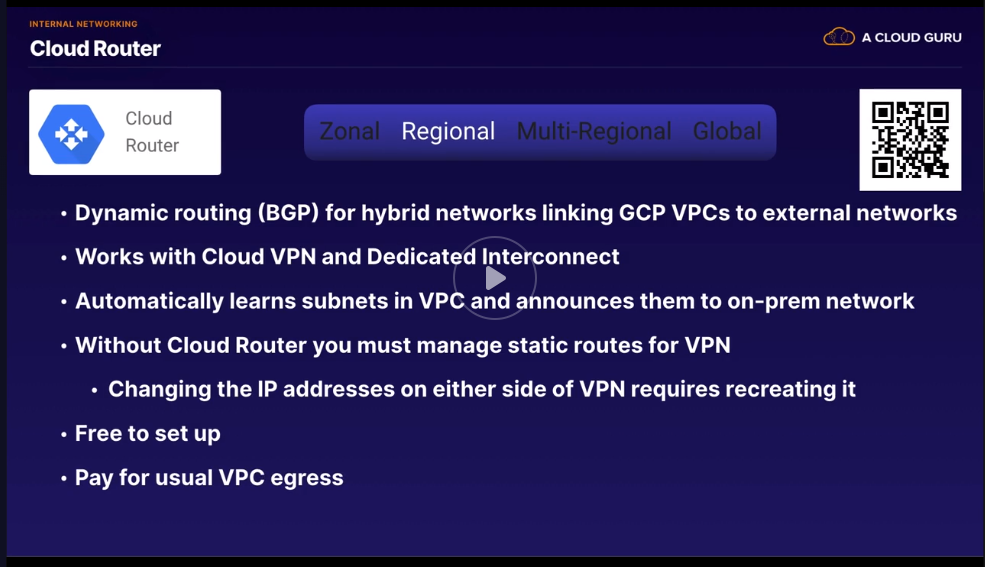 INTERNAL NETWORKING
Cloud Router
A CLOUD GURU
Cloud
Router
Zonal Regional Multi-Regional Global
• Dynamic routing (BGP) for hybrid networks linking GCP VPCs to external networks
• Works with Cloud VPN and Dedicated Interconnect
• Automatically learns subnets in VPC and announces them to on-prem network
• Without Cloud Router you must manage static routes for VPN
• Changing the IP addresses on either side of VPN requires recreating it
• Free to set up
• Pay for usual VPC egress